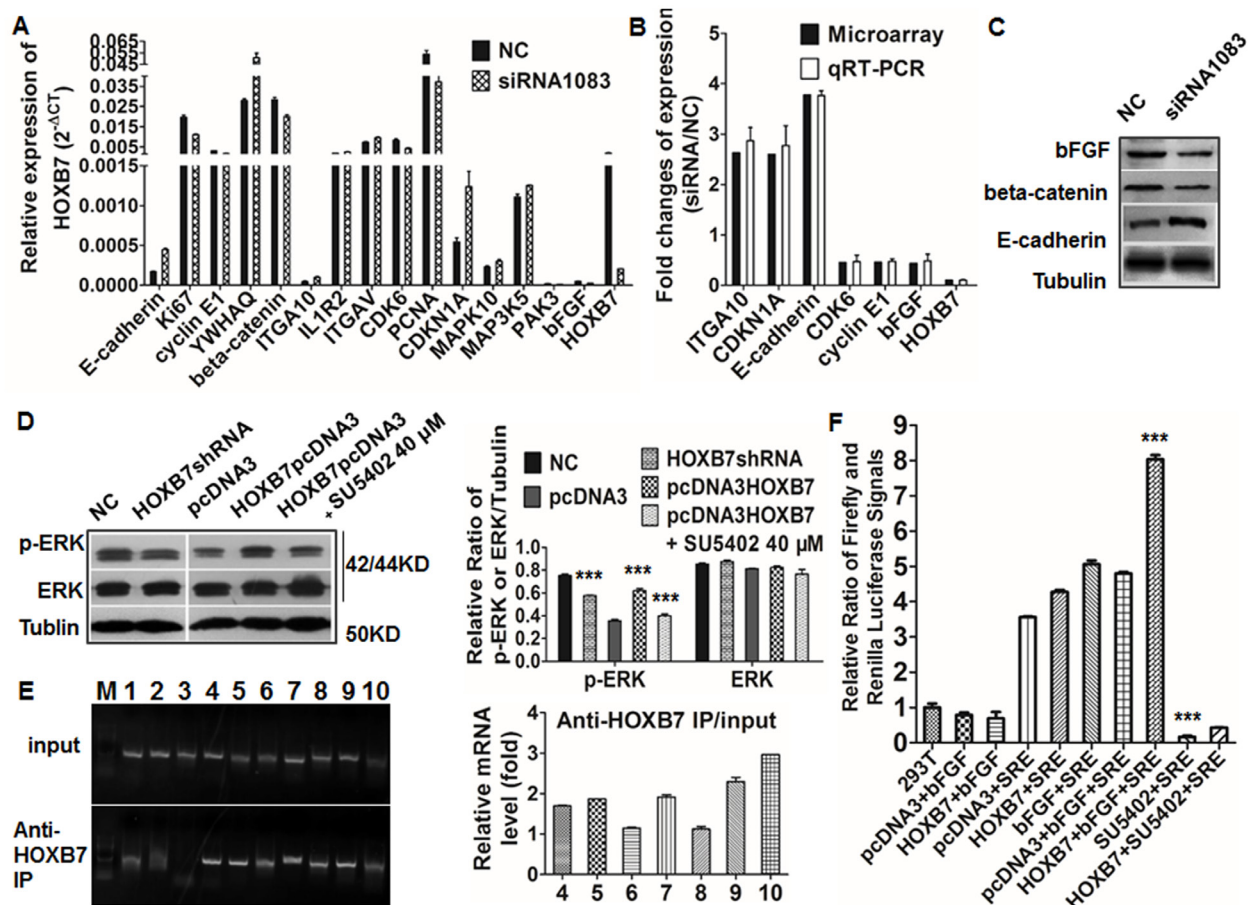 A
Relative expression of
HOXB7 (2-ΔCT)
0.065
0.055
0.045
0.035
0.025
0.015
0.005
0.0015
0.0010
0.0005
0.0000
NC
siRNA1083
E-cadherin
Ki67
cyclin E1
YWHAQ
beta-catenin
ITGA10
IL1R2
ITGAV
CDK6
PCNA
CDKN1A
MAPK10
MAP3K5
PAK3
bFGF
HOXB7
B
Fold changes of expression
(siRNA/NC)
5
4
3
2
1
0
Microarray
qRT-PCR
ITGA10
CDKN1A
E-cadherin
CDK6
cyclin E1
bFGF
HOXB7
C
NC
siRNA1083
bFGF
beta-catenin
E-cadherin
Tubulin
D
NC
HOXB7shRNA
pcDNA3
HOXB7pcDNA3
HOXB7pcDNA3
+ SU5402 40 μM
p-ERK
ERK
Tublin
42/44KD
50KD
NC
HOXB7shRNA
pcDNA3
pcDNA3HOXB7
pcDNA3HOXB7
+ SU5402 40 μM
Relative Ratio of
p-ERK or ERK/Tubulin
1.0
0.8
0.6
0.4
0.2
0.0
***
***
***
p-ERK
ERK
E
M 1 2 3 4 5 6 7 8 9 10
input
Anti-
HOXB7
IP
Anti-HOXB7 IP/input
Relative mRNA
level (fold)
4
3
2
1
0
4 5 6 7 8 9 10
F
Relative Ratio of Firefly and
Renilla Luciferase Signals
9
8
7
6
5
4
3
2
1
0
***
***
293T
pcDNA3+bFGF
HOXB7+bFGF
pcDNA3+SRE
HOXB7+SRE
bFGF+SRE
pcDNA3+bFGF+SRE
HOXB7+bFGF+SRE
SU5402+SRE
HOXB7+SU5402+SRE